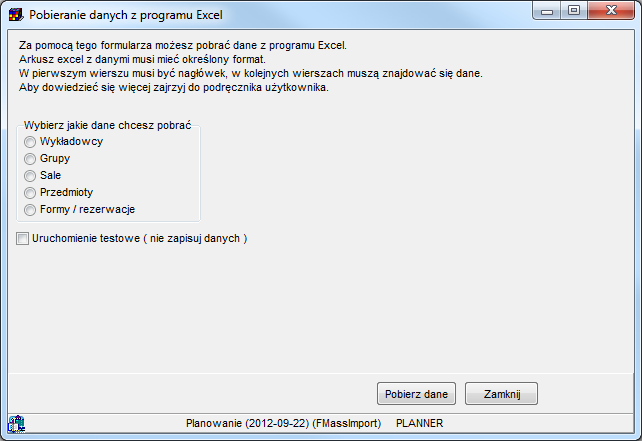 Pobieranie danych z programu Excel
Za pomocą tego formularza możesz pobrać dane z programu Excel.
Arkusz excel z danymi musi mieć określony format.
W pierwszym wierszu musi być nagłówek, w kolejnych wierszach muszą znajdować się dane.
Aby dowiedzieć się więcej zajrzyj do podręcznika użytkownika.
Wybierz jakie dane chcesz pobrać
Wykładowcy
Grupy
Sale
Przedmioty
Formy / rezerwacje
Uruchomienie testowe ( nie zapisuj danych )
Pobierz dane Zamknij
Planowanie (2012-09-22) (FMassImport) PLANNER